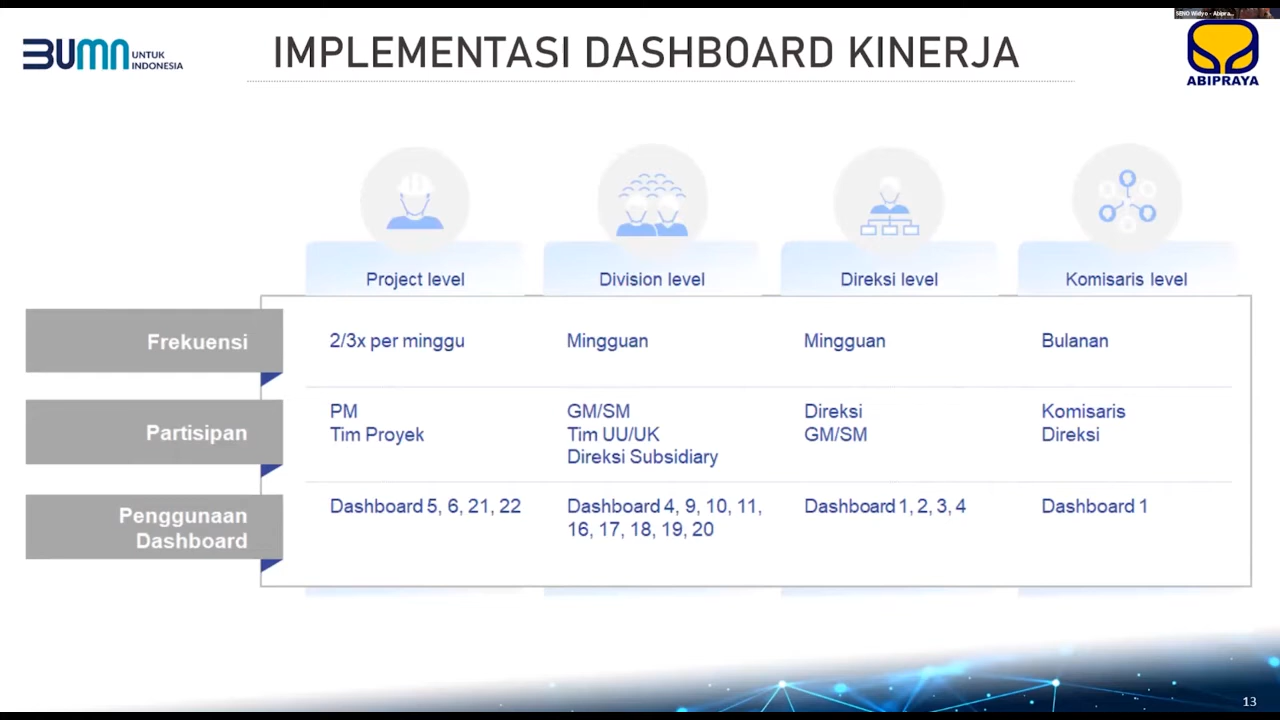 SENO Widyo - Abipra...
BUMN UNTUK
INDONESIA
IMPLEMENTASI DASHBOARD KINERJA
ABIPRAYA
Project level
Division level
Direksi level
Komisaris level
Frekuensi
2/3x per minggu
Mingguan
Mingguan
Bulanan
Partisipan
PM
Tim Proyek
GM/SM
Tim UU/UK
Direksi Subsidiary
Direksi
GM/SM
Komisaris
Direksi
Penggunaan
Dashboard
Dashboard 5, 6, 21, 22
Dashboard 4, 9, 10, 11,
16, 17, 18, 19, 20
Dashboard 1, 2, 3, 4
Dashboard 1
13